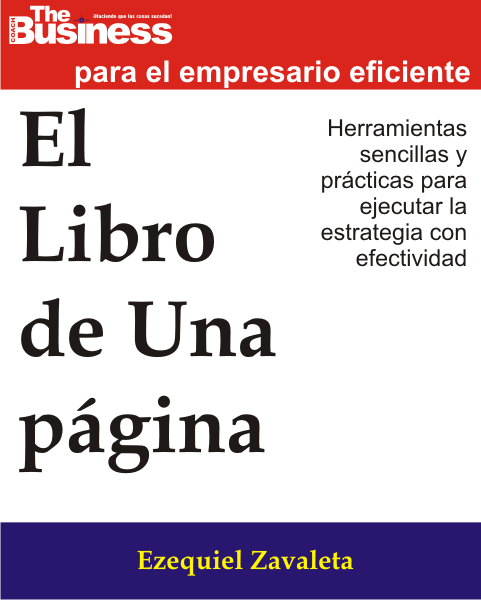 The
COACH
Business
¡Haciendo que las cosas sucedan!
para el empresario eficiente
El
Libro
de Una
página
Herramientas
sencillas y
prácticas para
ejecutar la
estrategia con
efectividad
Ezequiel Zavaleta